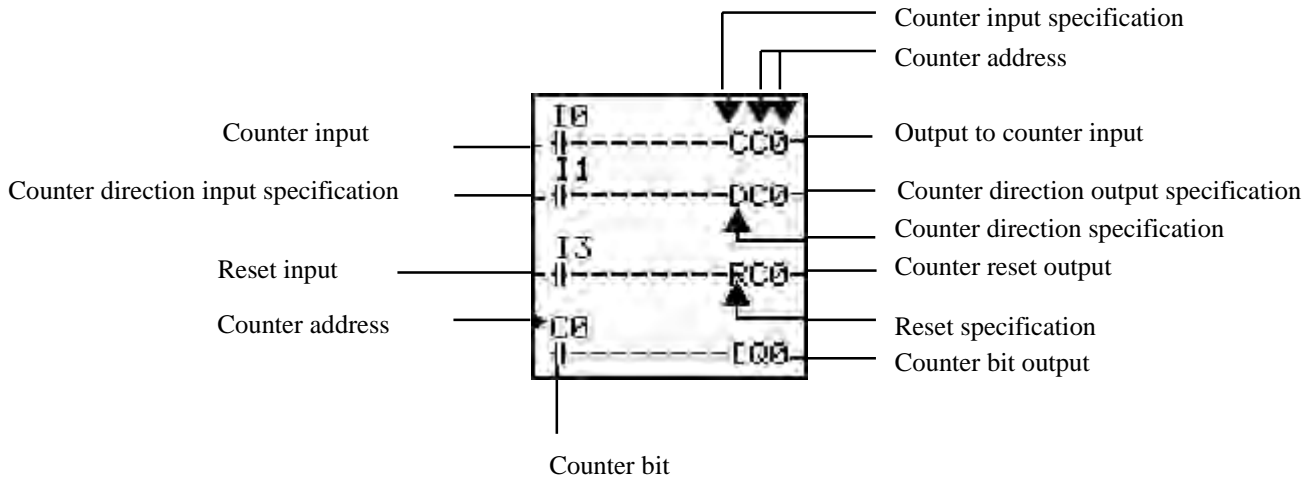 Counter input specification
Counter address
I0
Counter input
CC0
Output to counter input
I1
Counter direction input specification
DC0
Counter direction output specification
Counter direction specification
I3
Reset input
RC0
Counter reset output
Counter address
C0
Reset specification
[Q0
Counter bit output
Counter bit